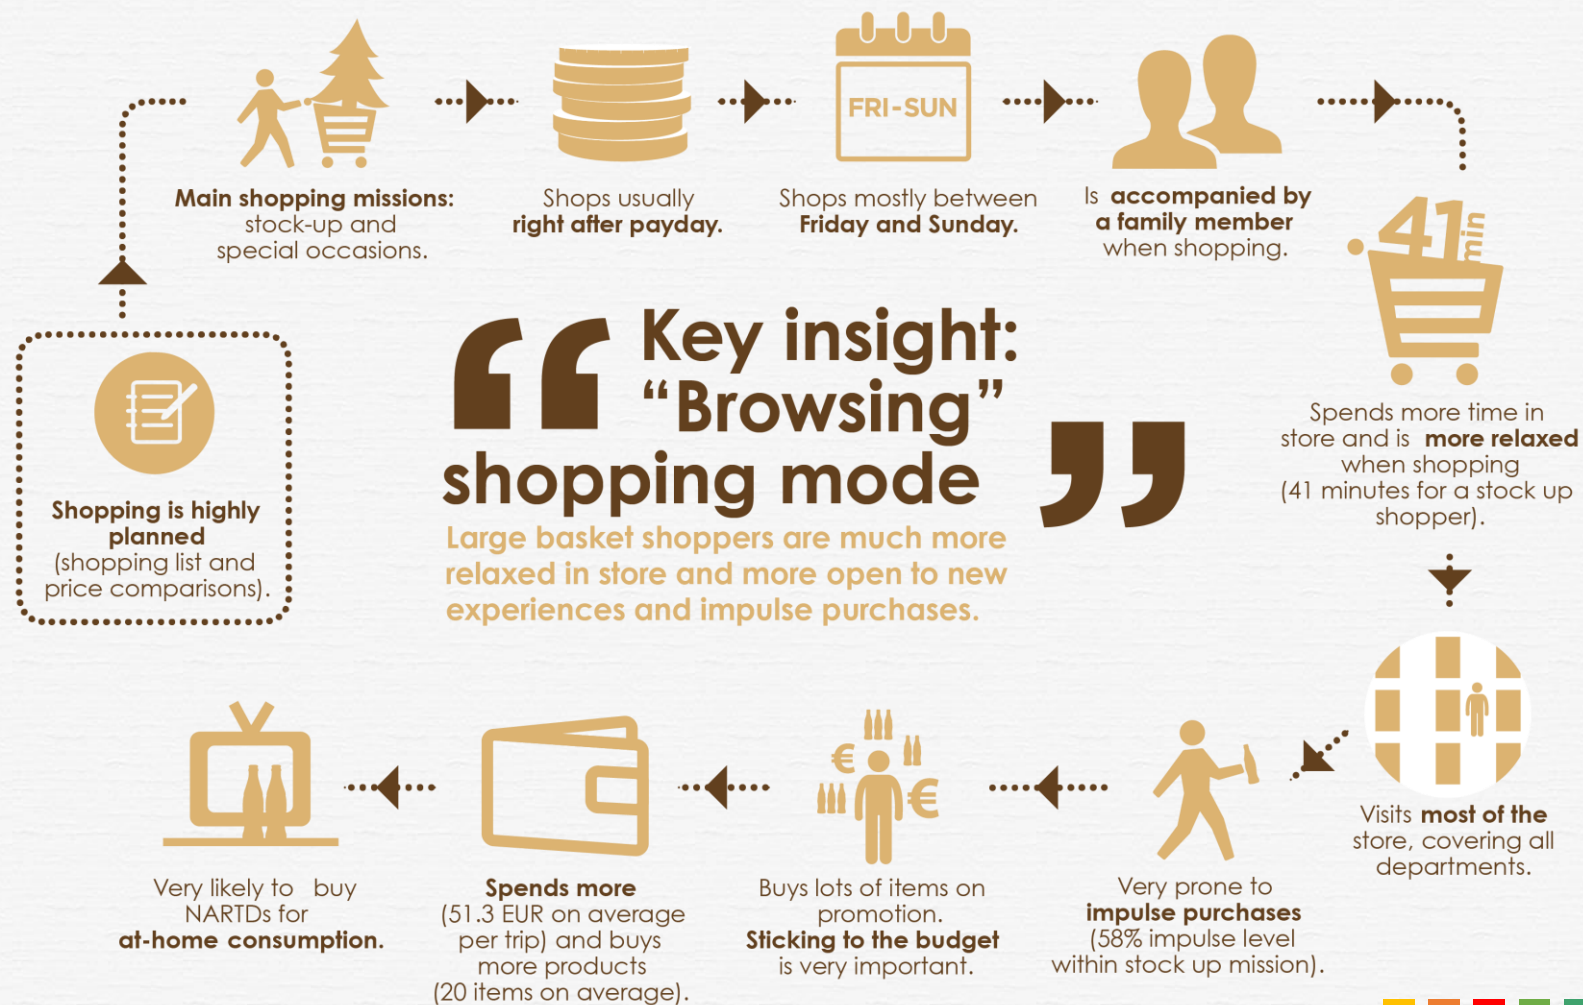 Main shopping missions:
stock-up and
special occasions.
Shops usually
right after payday.
FRI-SUN
Shops mostly between
Friday and Sunday.
Is accompanied by
a family member
when shopping.
41
min
Spends more time in
store and is more relaxed
when shopping
(41 minutes for a stock up
shopper).
Shopping is highly
planned
(shopping list and
price comparisons).
“ Key insight:
“Browsing”
shopping mode ”
Large basket shoppers are much more
relaxed in store and more open to new
experiences and impulse purchases.
Visits most of the
store, covering all
departments.
Very prone to
impulse purchases
(58% impulse level
within stock up mission).
€
€
Buys lots of items on
promotion.
Sticking to the budget
is very important.
Spends more
(51.3 EUR on average
per trip) and buys
more products
(20 items on average).
Very likely to buy
NARTDs for
at-home consumption.